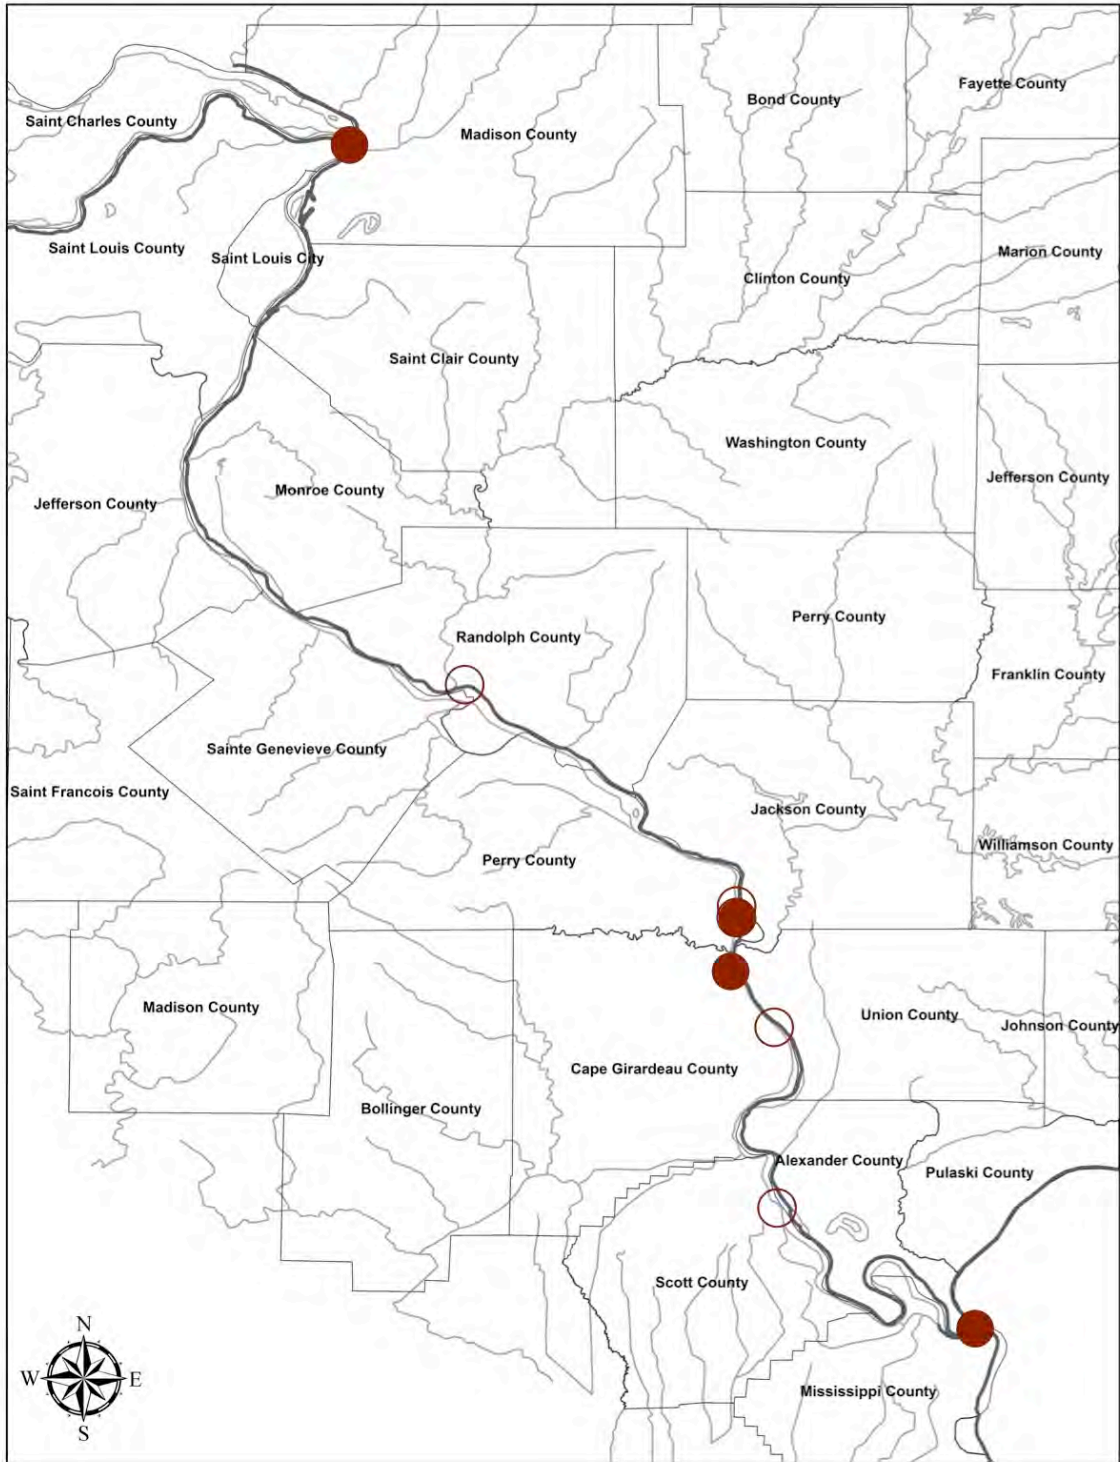 Fayette County
Bond County
Saint Charles County
Madison County
Saint Louis County
Saint Louis City
Marion County
Clinton County
Saint Clair County
Washington County
Jefferson County
Monroe County
Jefferson County
Perry County
Randolph County
Franklin County
Sainte Genevieve County
Saint Francois County
Jackson County
Williamson County
Perry County
Madison County
Union County
Johnson County
Cape Girardeau County
Bollinger County
Alexander County
Pulaski County
Scott County
Mississippi County
N
W E
S